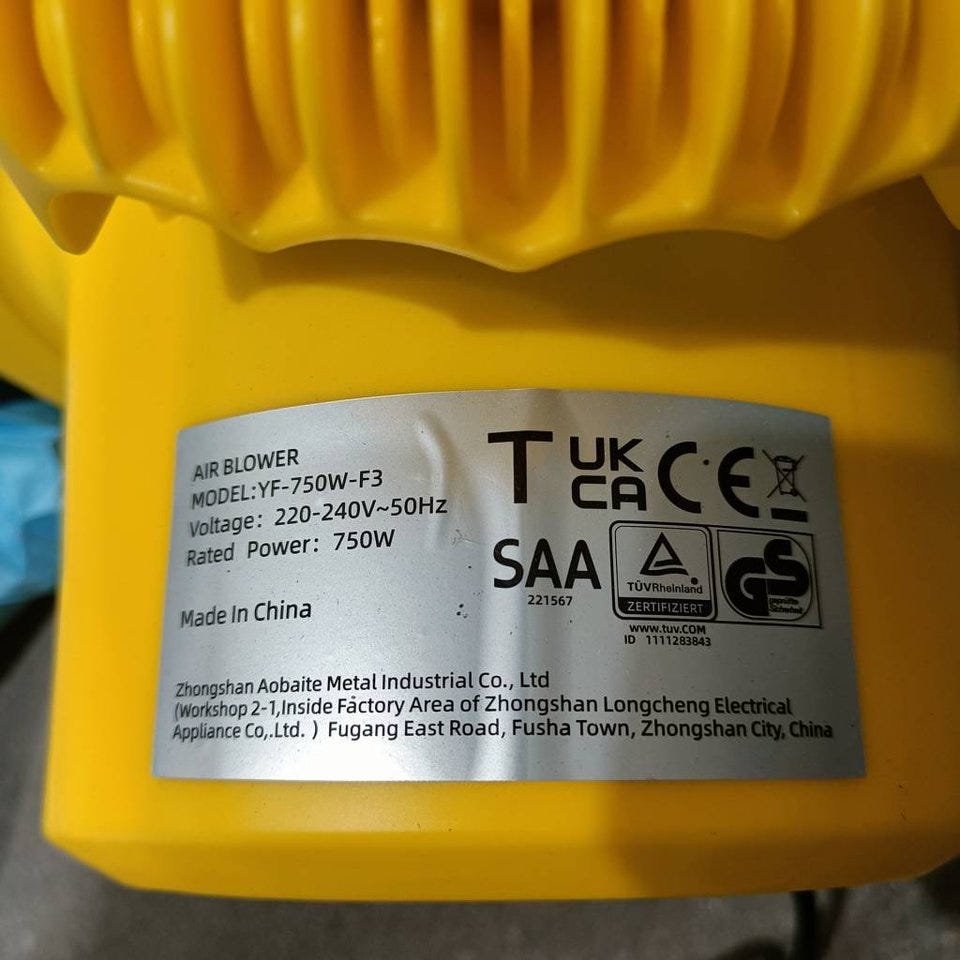 AIR BLOWER
MODEL:YF-750W-F3
Voltage: 220-240V~50Hz
Rated Power: 750W
Made In China
T UK CA CE
SAA
221567
TÜVRheinland
ZERTIFIZIERT
GS
geprüfte
Sicherheit
www.tuv.COM
ID 1111283843
Zhongshan Aobaite Metal Industrial Co., Ltd
(Workshop 2-1,Inside Factory Area of Zhongshan Longcheng Electrical
Appliance Co,.Ltd. ) Fugang East Road, Fusha Town, Zhongshan City, China